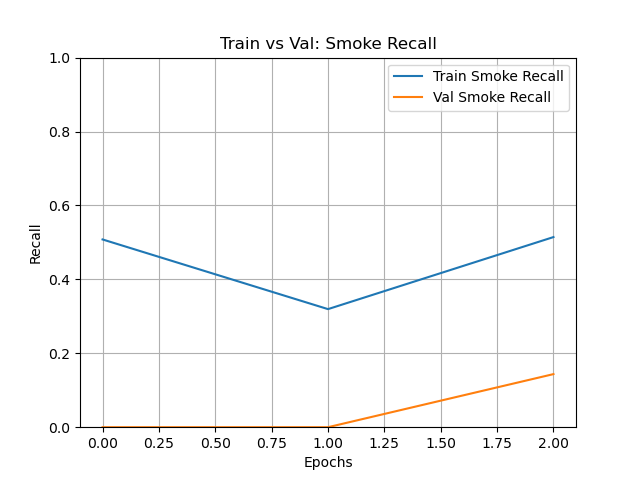 Train vs Val: Smoke Recall
Train Smoke Recall
Val Smoke Recall
Recall
1.0
0.8
0.6
0.4
0.2
0.0
0.00 0.25 0.50 0.75 1.00 1.25 1.50 1.75 2.00
Epochs